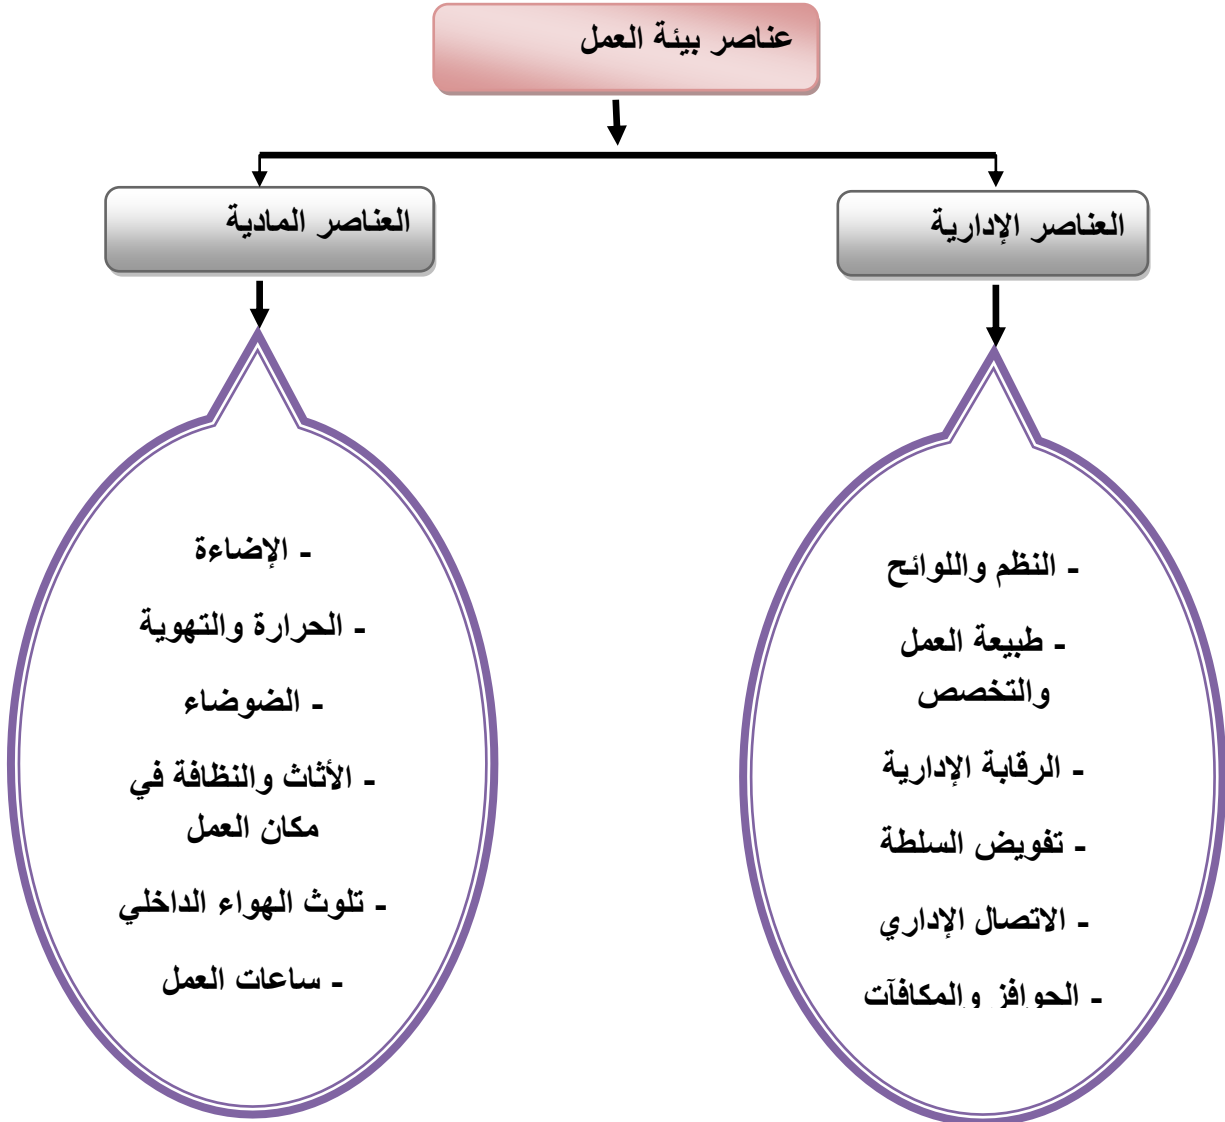 عناصر بيئة العمل
العناصر الإدارية
العناصر المادية
- النظم واللوائح
- طبيعة العمل
والتخصص
- الرقابة الإدارية
- تفويض السلطة
- الاتصال الإداري
- الحوافز والمكافآت
- الإضاءة
- الحرارة والتهوية
- الضوضاء
- الأثاث والنظافة في
مكان العمل
- تلوث الهواء الداخلي
- ساعات العمل